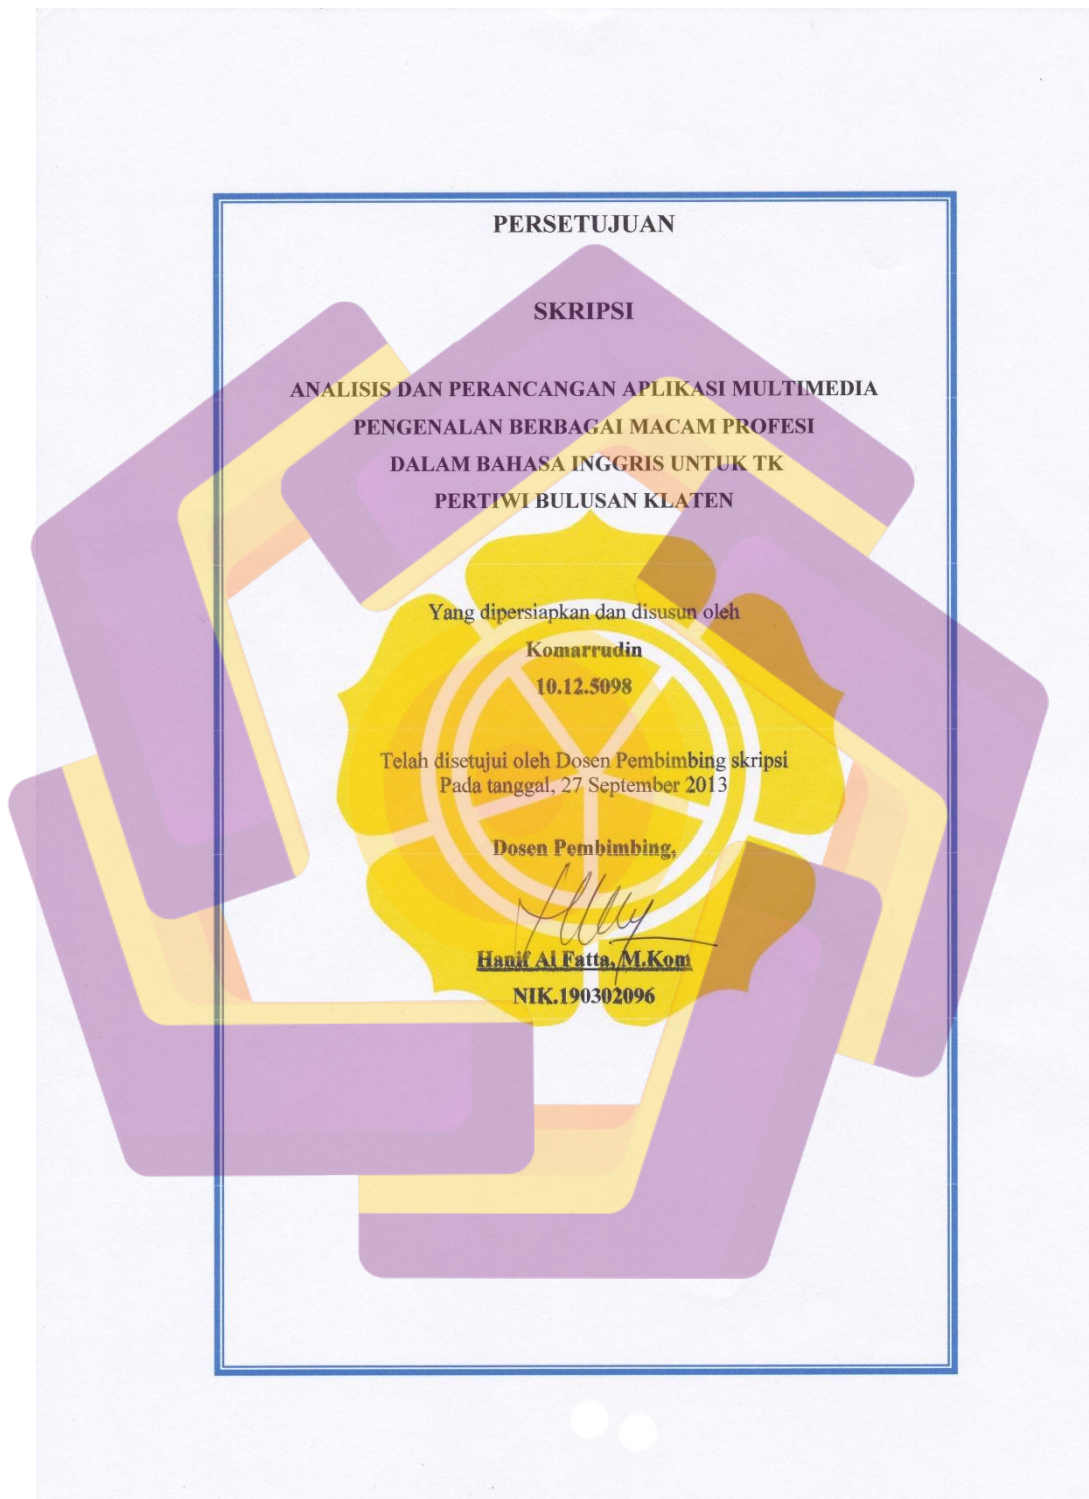 PERSETUJUAN
SKRIPSI
ANALISIS DAN PERANCANGAN APLIKASI MULTIMEDIA
PENGENALAN BERBAGAI MACAM PROFESI
DALAM BAHASA INGGRIS UNTUK TK
PERTIWI BULUSAN KLATEN
Yang dipersiapkan dan disusun oleh
Komarrudin
10.12.5098
Telah disetujui oleh Dosen Pembimbing skripsi
Pada tanggal, 27 September 2013
Dosen Pembimbing,
Hanif Al Fatta, M.Kom
NIK.190302096